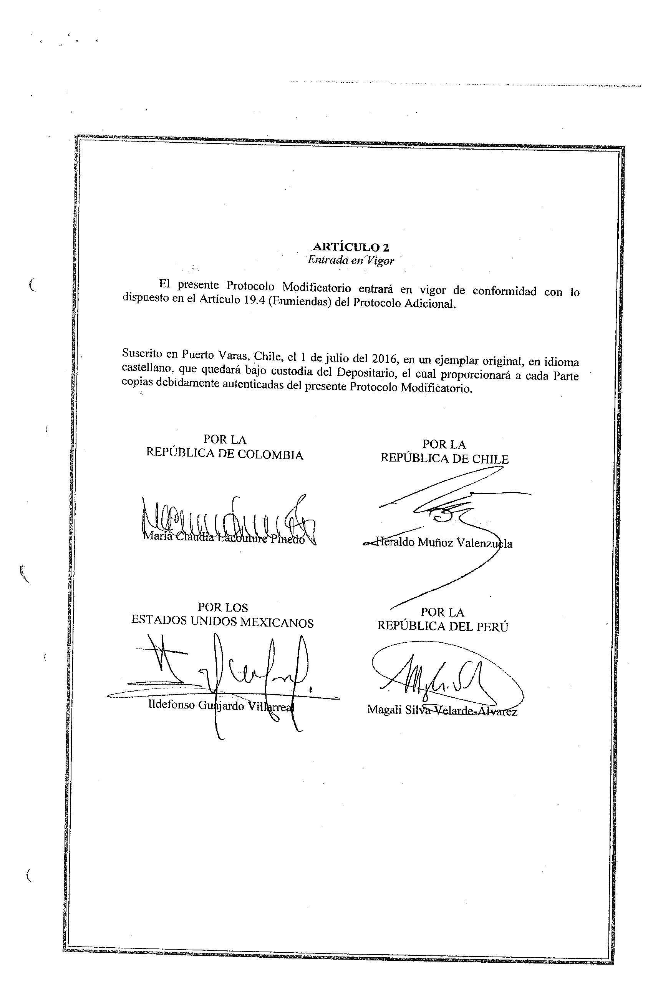 ARTÍCULO 2
Entrada en Vigor
El presente Protocolo Modificatorio entrará en vigor de conformidad con lo
dispuesto en el Artículo 19.4 (Enmiendas) del Protocolo Adicional.
Suscrito en Puerto Varas, Chile, el 1 de julio del 2016, en un ejemplar original, en idioma
castellano, que quedará bajo custodia del Depositario, el cual proporcionará a cada Parte
copias debidamente autenticadas del presente Protocolo Modificatorio.
POR LA
REPÚBLICA DE COLOMBIA
María Claudia Lacouture Pinedo
POR LA
REPÚBLICA DE CHILE
Heraldo Muñoz Valenzuela
POR LOS
ESTADOS UNIDOS MEXICANOS
Ildefonso Guajardo Villarreal
POR LA
REPÚBLICA DEL PERÚ
Magali Silva Velarde-Álvarez